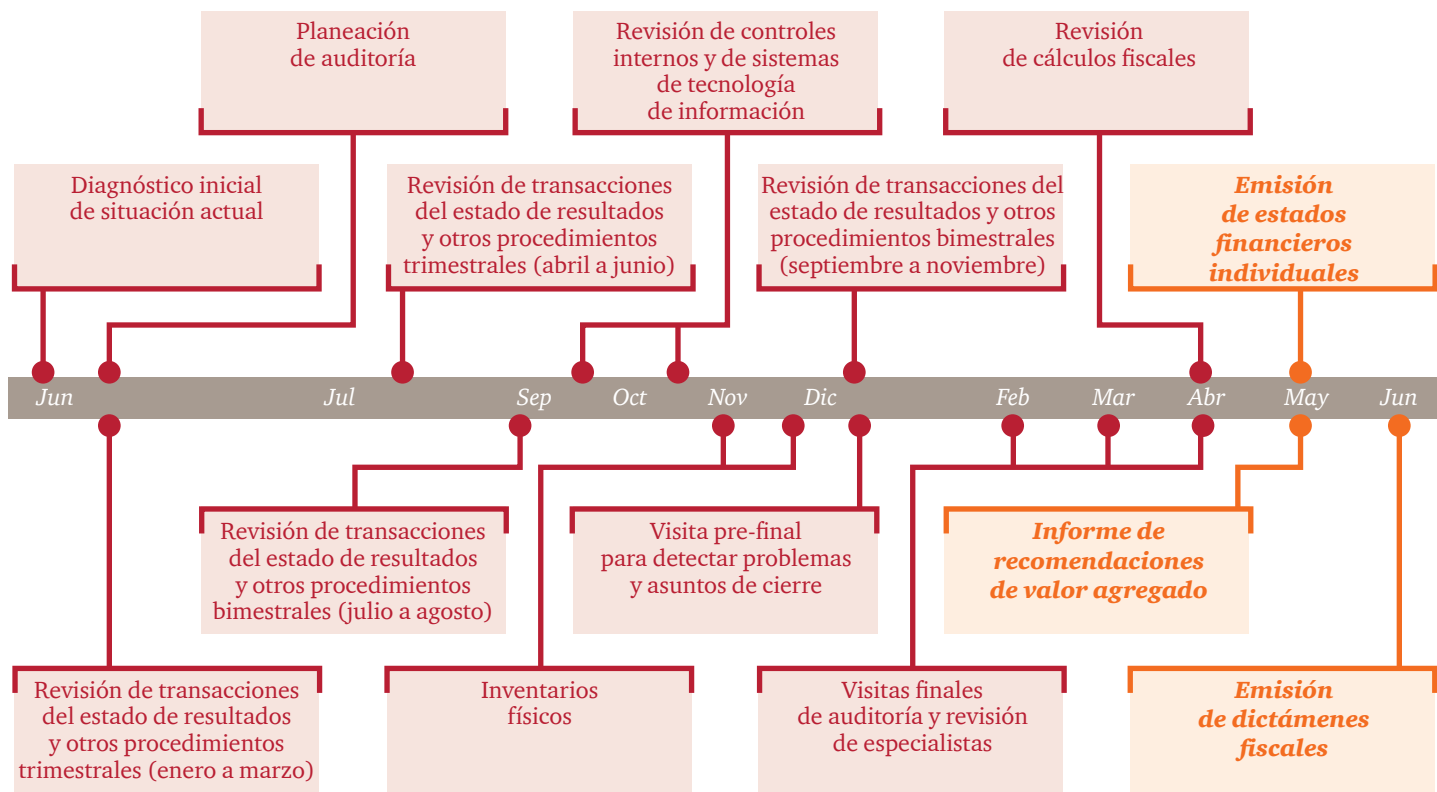 Planeación
de auditoría
Revisión de controles
internos y de sistemas
de tecnología
de información
Revisión
de cálculos fiscales
Diagnóstico inicial
de situación actual
Revisión de transacciones
del estado de resultados
y otros procedimientos
trimestrales (abril a junio)
Revisión de transacciones del
estado de resultados y otros
procedimientos bimestrales
(septiembre a noviembre)
Emisión
de estados
financieros
individuales
Jun Jul Sep Oct Nov Dic Feb Mar Abr May Jun
Revisión de transacciones
del estado de resultados
y otros procedimientos
bimestrales (julio a agosto)
Visita pre-final
para detectar problemas
y asuntos de cierre
Informe de
recomendaciones
de valor agregado
Revisión de transacciones
del estado de resultados
y otros procedimientos
trimestrales (enero a marzo)
Inventarios
físicos
Visitas finales
de auditoría y revisión
de especialistas
Emisión
de dictámenes
fiscales